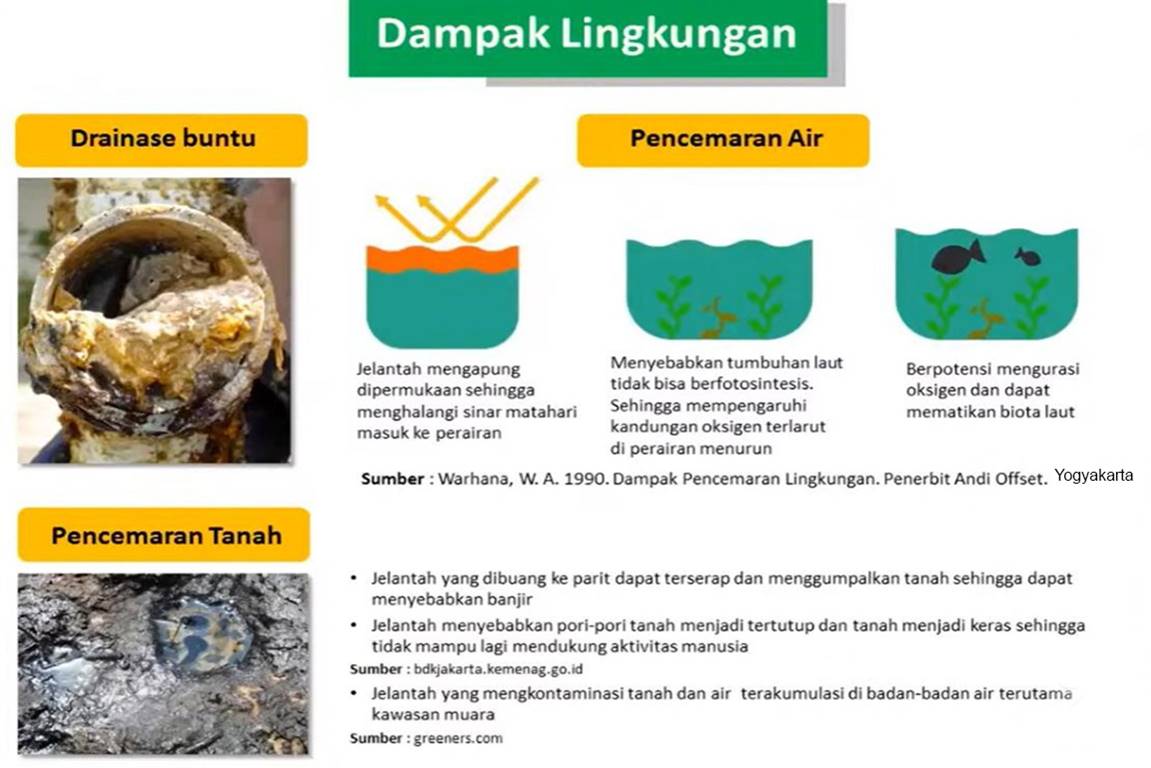 Dampak Lingkungan
Drainase buntu
Pencemaran Air
Jelantah mengapung
dipermukaan sehingga
menghalangi sinar matahari
masuk ke perairan
Menyebabkan tumbuhan laut
tidak bisa berfotosintesis.
Sehingga mempengaruhi
kandungan oksigen terlarut
di perairan menurun
Berpotensi mengurasi
oksigen dan dapat
mematikan biota laut
Sumber : Warhana, W. A. 1990. Dampak Pencemaran Lingkungan. Penerbit Andi Offset. Yogyakarta
Pencemaran Tanah
• Jelantah yang dibuang ke parit dapat terserap dan menggumpalkan tanah sehingga dapat
menyebabkan banjir
• Jelantah menyebabkan pori-pori tanah menjadi tertutup dan tanah menjadi keras sehingga
tidak mampu lagi mendukung aktivitas manusia
Sumber : bdkjakarta.kemenag.go.id
• Jelantah yang mengkontaminasi tanah dan air terakumulasi di badan-badan air terutama
kawasan muara
Sumber : greeners.com